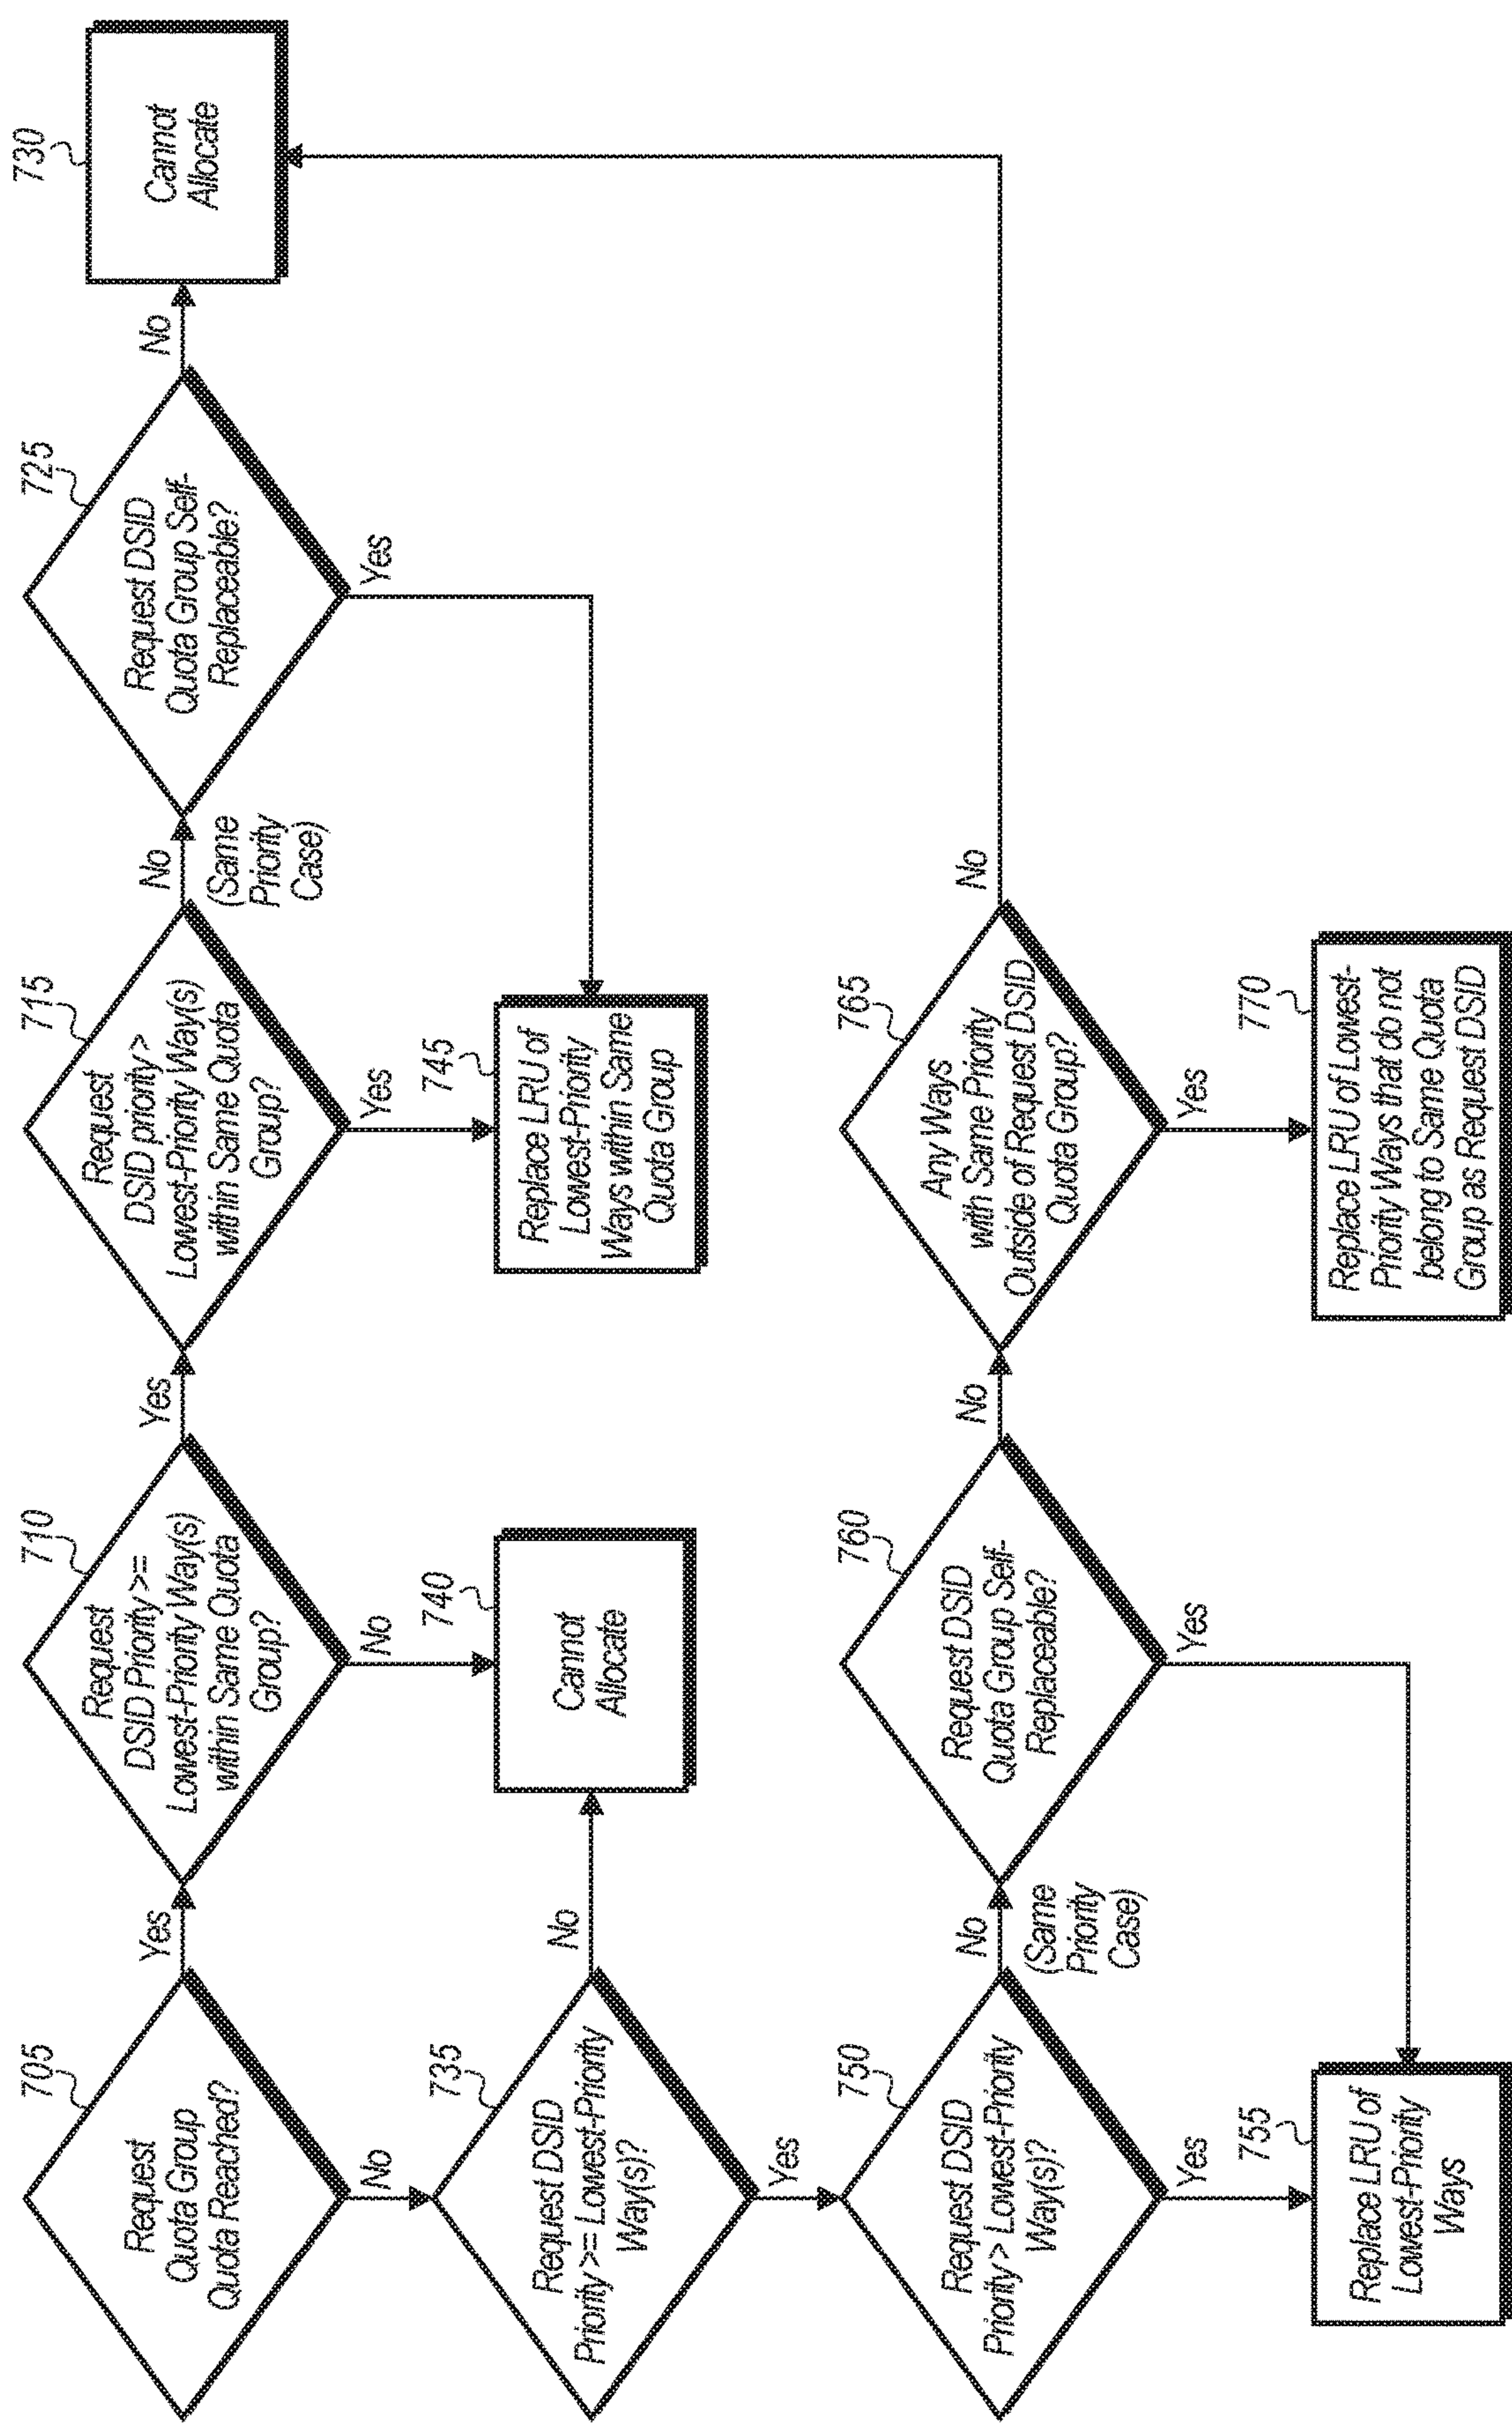 705
Request
Quota Group
Quota Reached?
Yes
No
710
Request
DSID Priority >=
Lowest-Priority Way(s)
within Same Quota
Group?
Yes
No
715
Request
DSID priority >
Lowest-Priority Way(s)
within Same Quota
Group?
No
(Same
Priority
Case)
Yes
725
Request DSID
Quota Group Self-
Replaceable?
No
Yes
730
Cannot
Allocate
735
Request DSID
Priority >= Lowest-Priority
Way(s)?
No
Yes
740
Cannot
Allocate
745
Replace LRU of
Lowest-Priority
Ways within Same
Quota Group
750
Request DSID
Priority > Lowest-Priority
Way(s)?
No
(Same
Priority
Case)
Yes
760
Request DSID
Quota Group Self-
Replaceable?
No
Yes
765
Any Ways
with Same Priority
Outside of Request DSID
Quota Group?
No
Yes
755
Replace LRU of
Lowest-Priority
Ways
770
Replace LRU of Lowest-
Priority Ways that do not
belong to Same Quota
Group as Request DSID